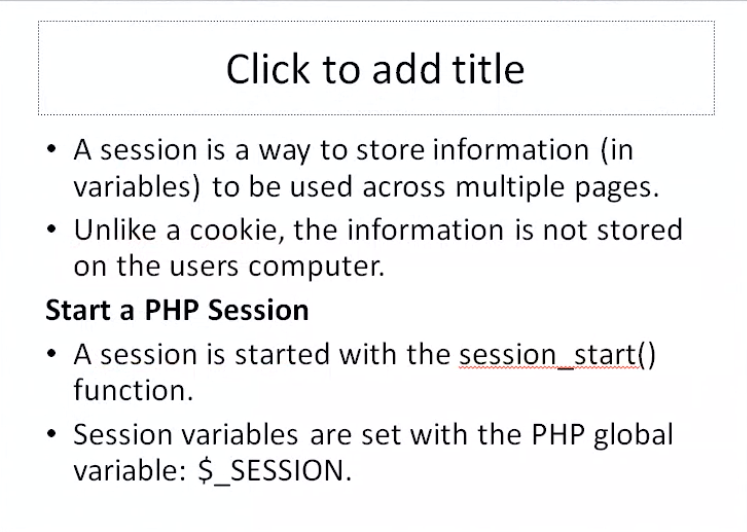 Click to add title
• A session is a way to store information (in
variables) to be used across multiple pages.
• Unlike a cookie, the information is not stored
on the users computer.
Start a PHP Session
• A session is started with the session_start()
function.
• Session variables are set with the PHP global
variable: $_SESSION.